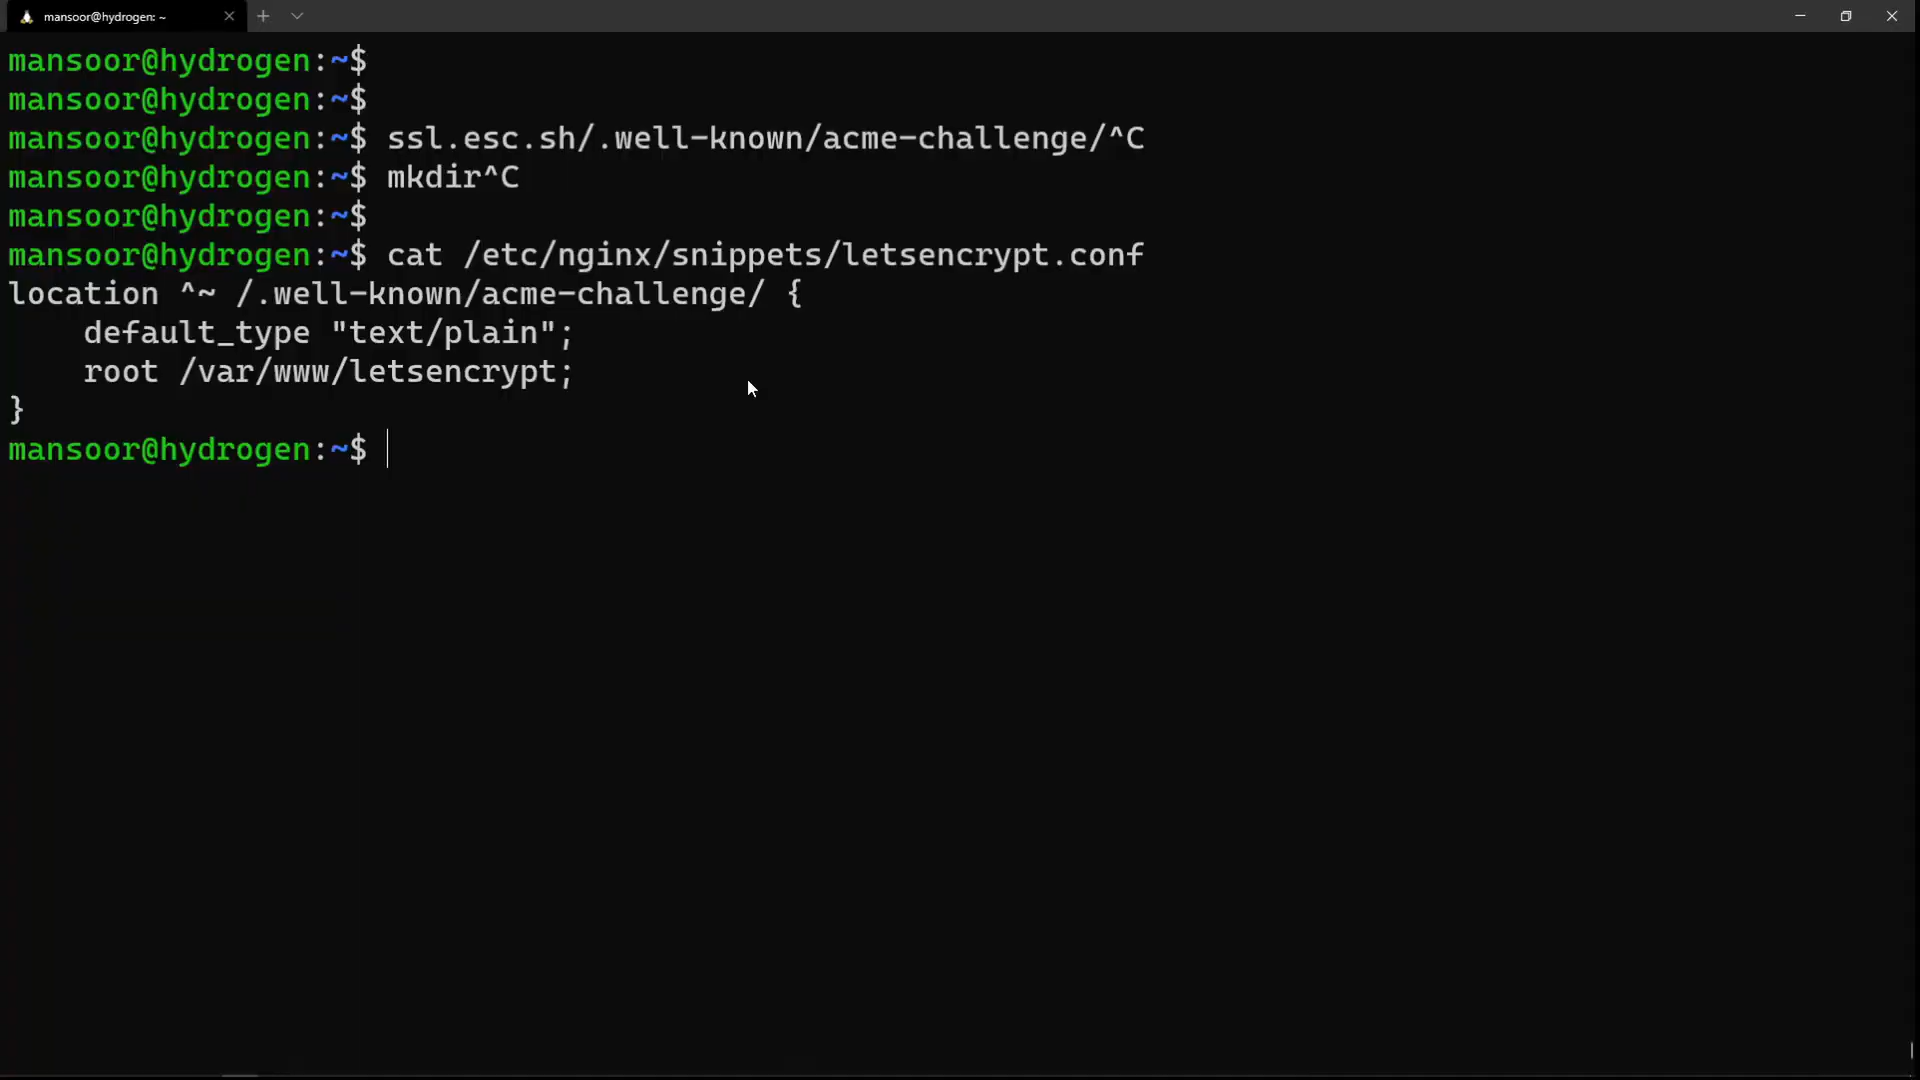 mansoor@hydrogen: ~
mansoor@hydrogen:~$
mansoor@hydrogen:~$
mansoor@hydrogen:~$ ssl.esc.sh/.well-known/acme-challenge/^C
mansoor@hydrogen:~$ mkdir^C
mansoor@hydrogen:~$
mansoor@hydrogen:~$ cat /etc/nginx/snippets/letsencrypt.conf
location ^~ /.well-known/acme-challenge/ {
    default_type "text/plain";
    root /var/www/letsencrypt;
}
mansoor@hydrogen:~$